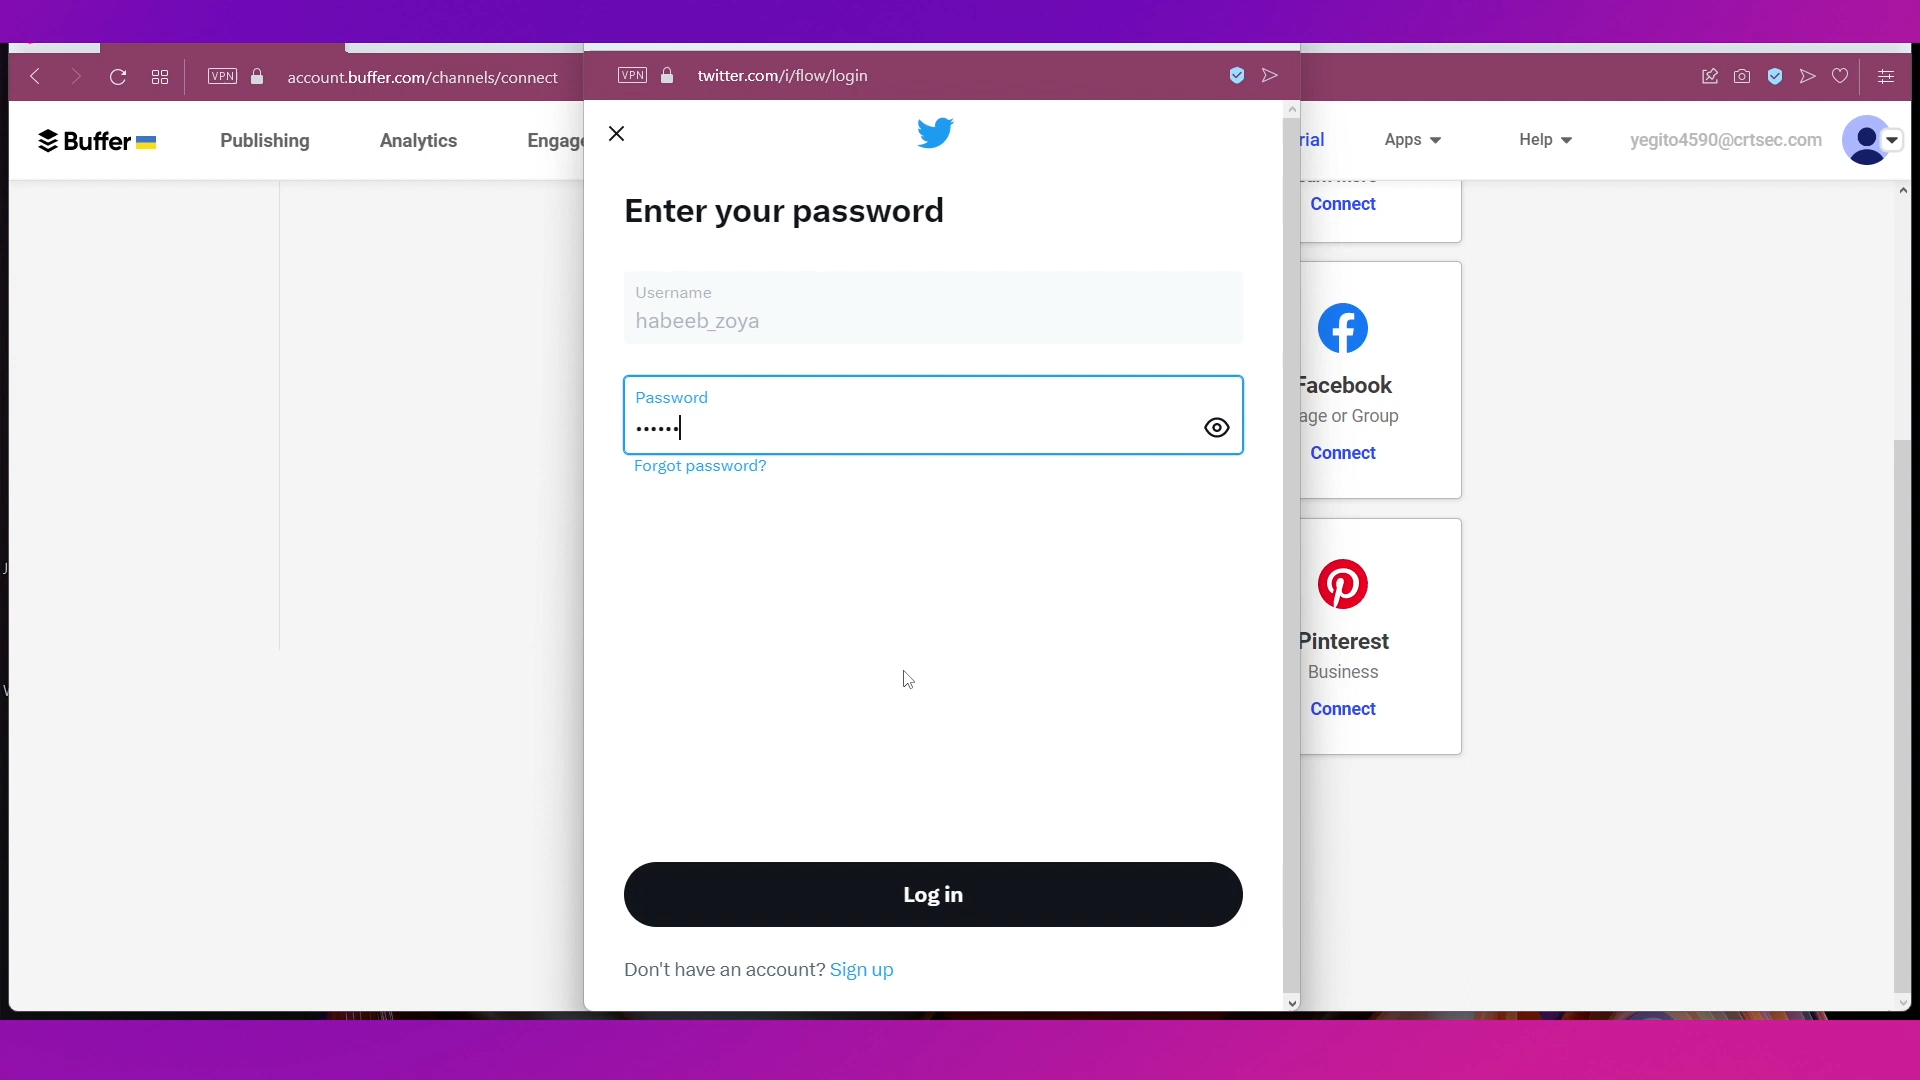 VPN
account.buffer.com/channels/connect
VPN
twitter.com/i/flow/login
Buffer
Publishing
Analytics
Apps
Help
yegito4590@crtsec.com
Enter your password
Username
habeeb_zoya
Password
••••••
Forgot password?
Log in
Don't have an account? Sign up
Connect
Facebook
age or Group
Connect
Pinterest
Business
Connect